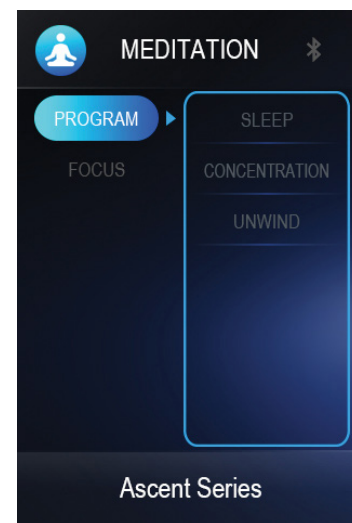 MEDITATION
PROGRAM
FOCUS
SLEEP
CONCENTRATION
UNWIND
Ascent Series